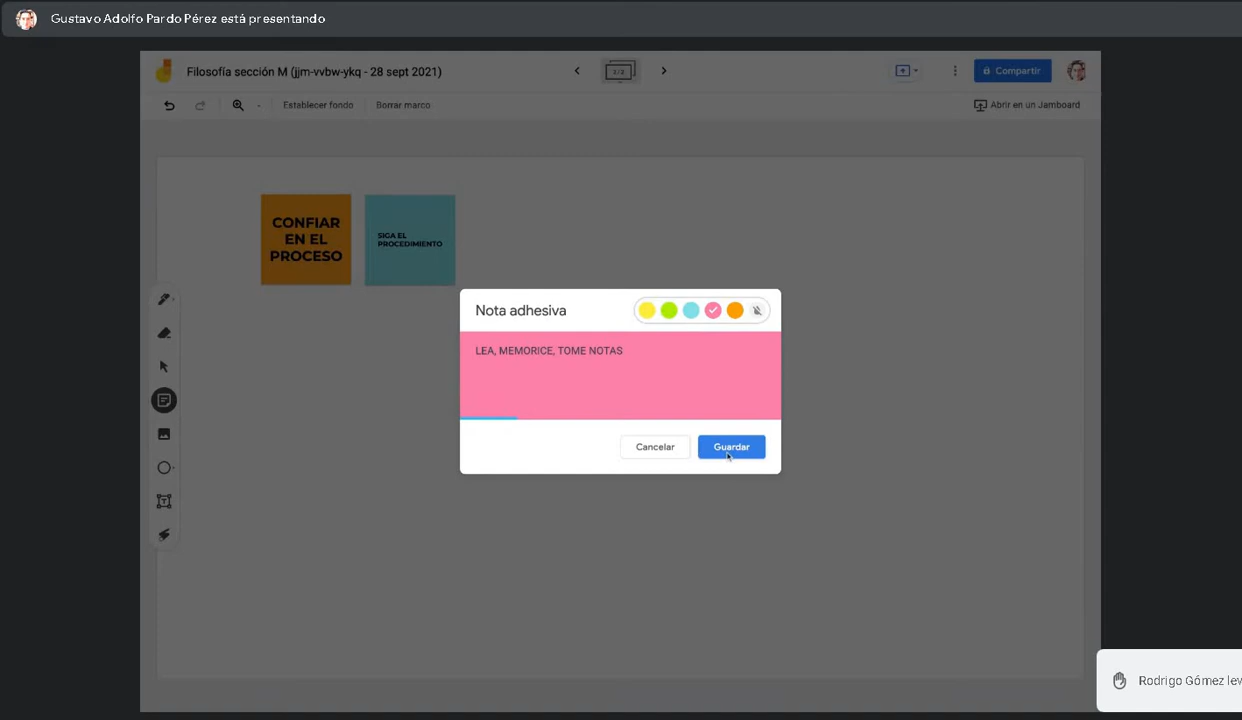 Gustavo Adolfo Pardo Pérez está presentando
Filosofía sección M (jjm-vvbw-ykq - 28 sept 2021)
2/2
Compartir
Establecer fondo
Borrar marco
Abrir en un Jamboard
CONFIAR
EN EL
PROCESO
SIGA EL
PROCEDIMIENTO
Nota adhesiva
LEA, MEMORICE, TOME NOTAS
Cancelar
Guardar
Rodrigo Gómez lev